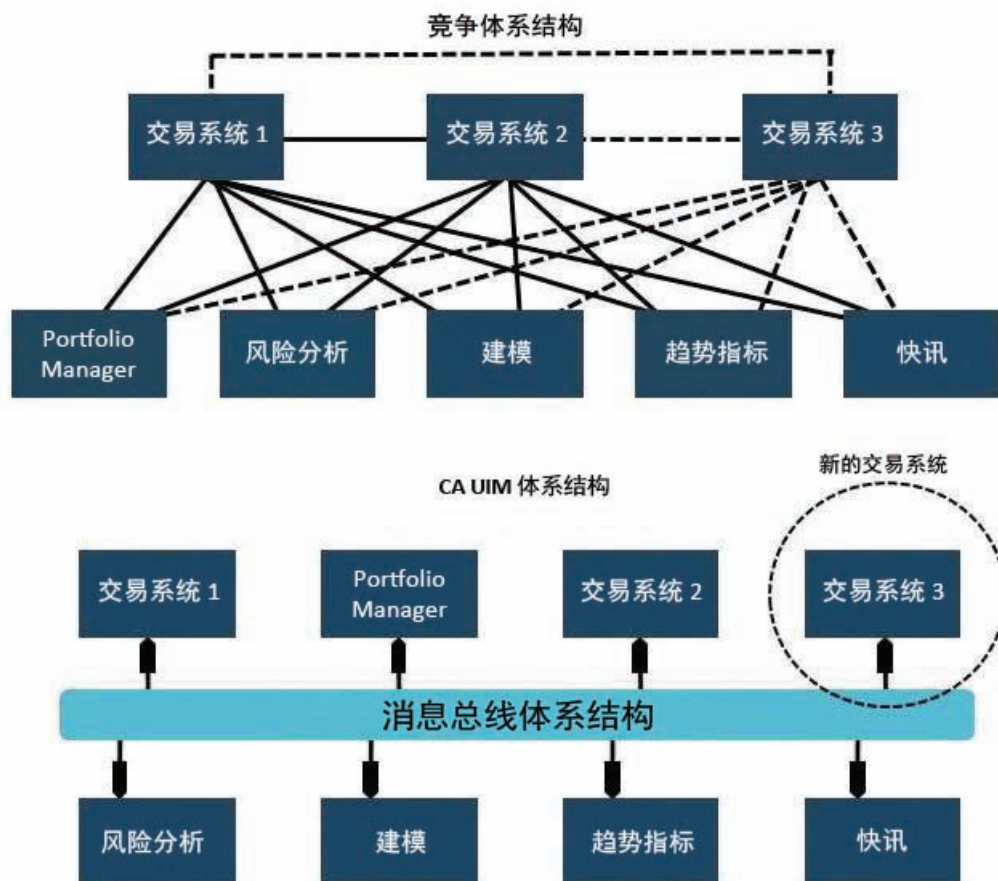 竞争体系结构
交易系统 1
交易系统 2
交易系统 3
Portfolio
Manager
风险分析
建模
趋势指标
快讯
新的交易系统
CA UIM 体系结构
交易系统 1
Portfolio
Manager
交易系统 2
交易系统 3
消息总线体系结构
风险分析
建模
趋势指标
快讯